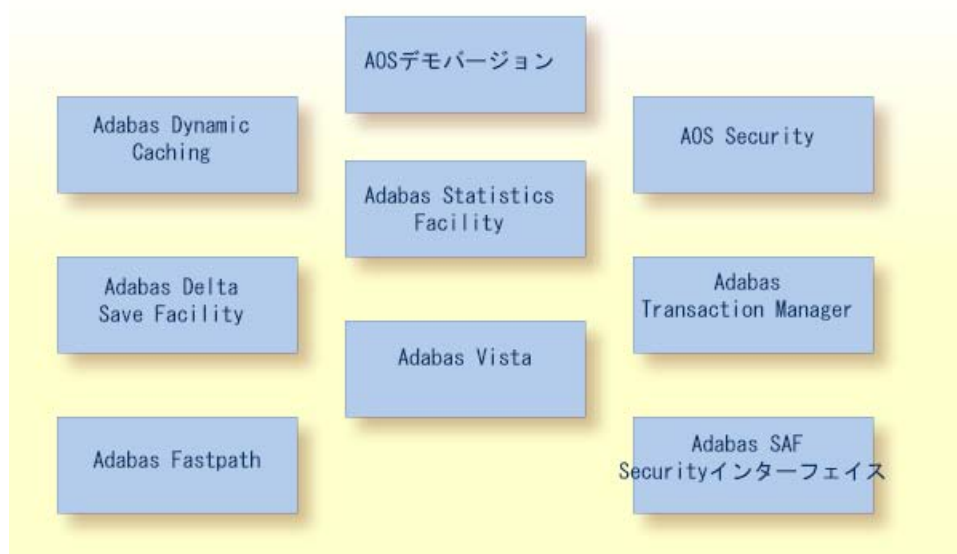 AOSデモバージョン
Adabas Dynamic
Caching
AOS Security
Adabas Statistics
Facility
Adabas Delta
Save Facility
Adabas
Transaction Manager
Adabas Vista
Adabas Fastpath
Adabas SAF
Securityインターフェイス